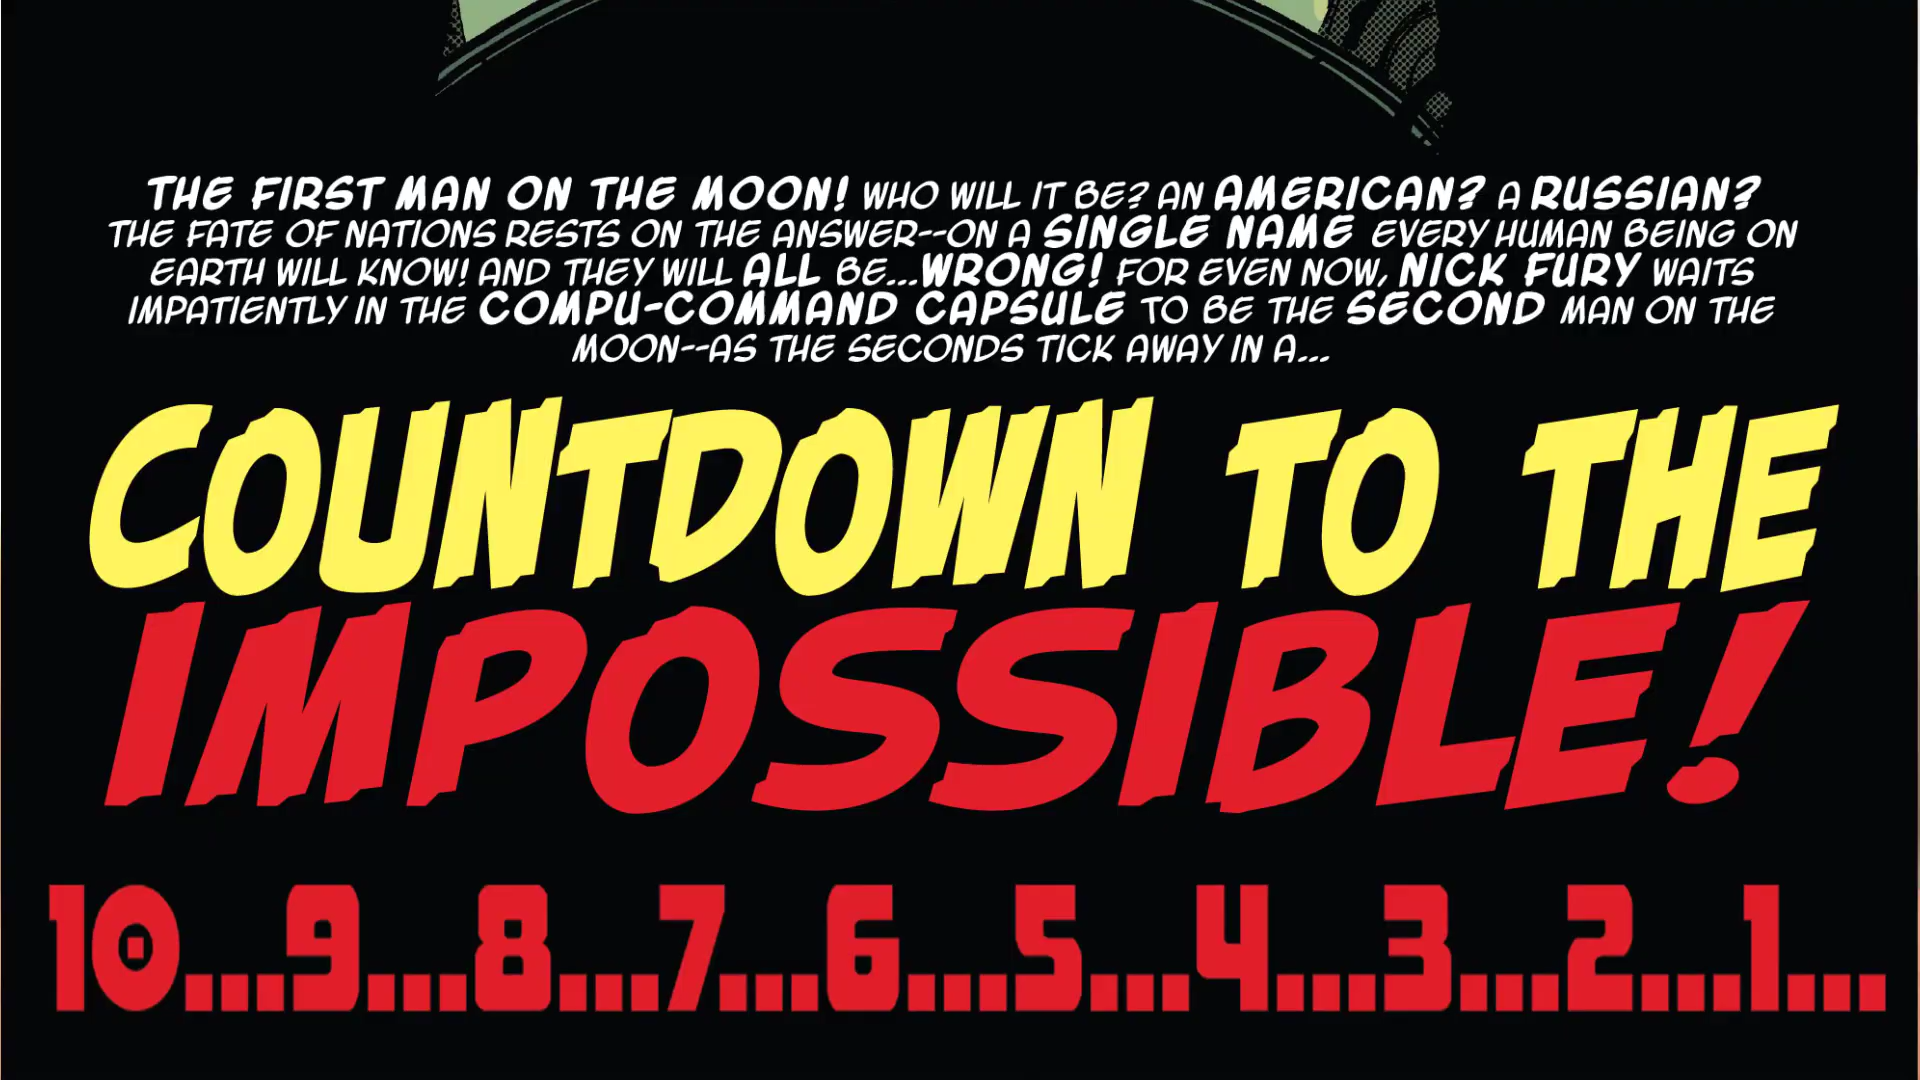 THE FIRST MAN ON THE MOON! WHO WILL IT BE? AN AMERICAN? A RUSSIAN?
THE FATE OF NATIONS RESTS ON THE ANSWER--ON A SINGLE NAME EVERY HUMAN BEING ON
EARTH WILL KNOW! AND THEY WILL ALL BE...WRONG! FOR EVEN NOW, NICK FURY WAITS
IMPATIENTLY IN THE COMPU-COMMAND CAPSULE TO BE THE SECOND MAN ON THE
MOON--AS THE SECONDS TICK AWAY IN A...
COUNTDOWN TO THE
IMPOSSIBLE!
10...9...8...7...6...5...4...3...2...1...